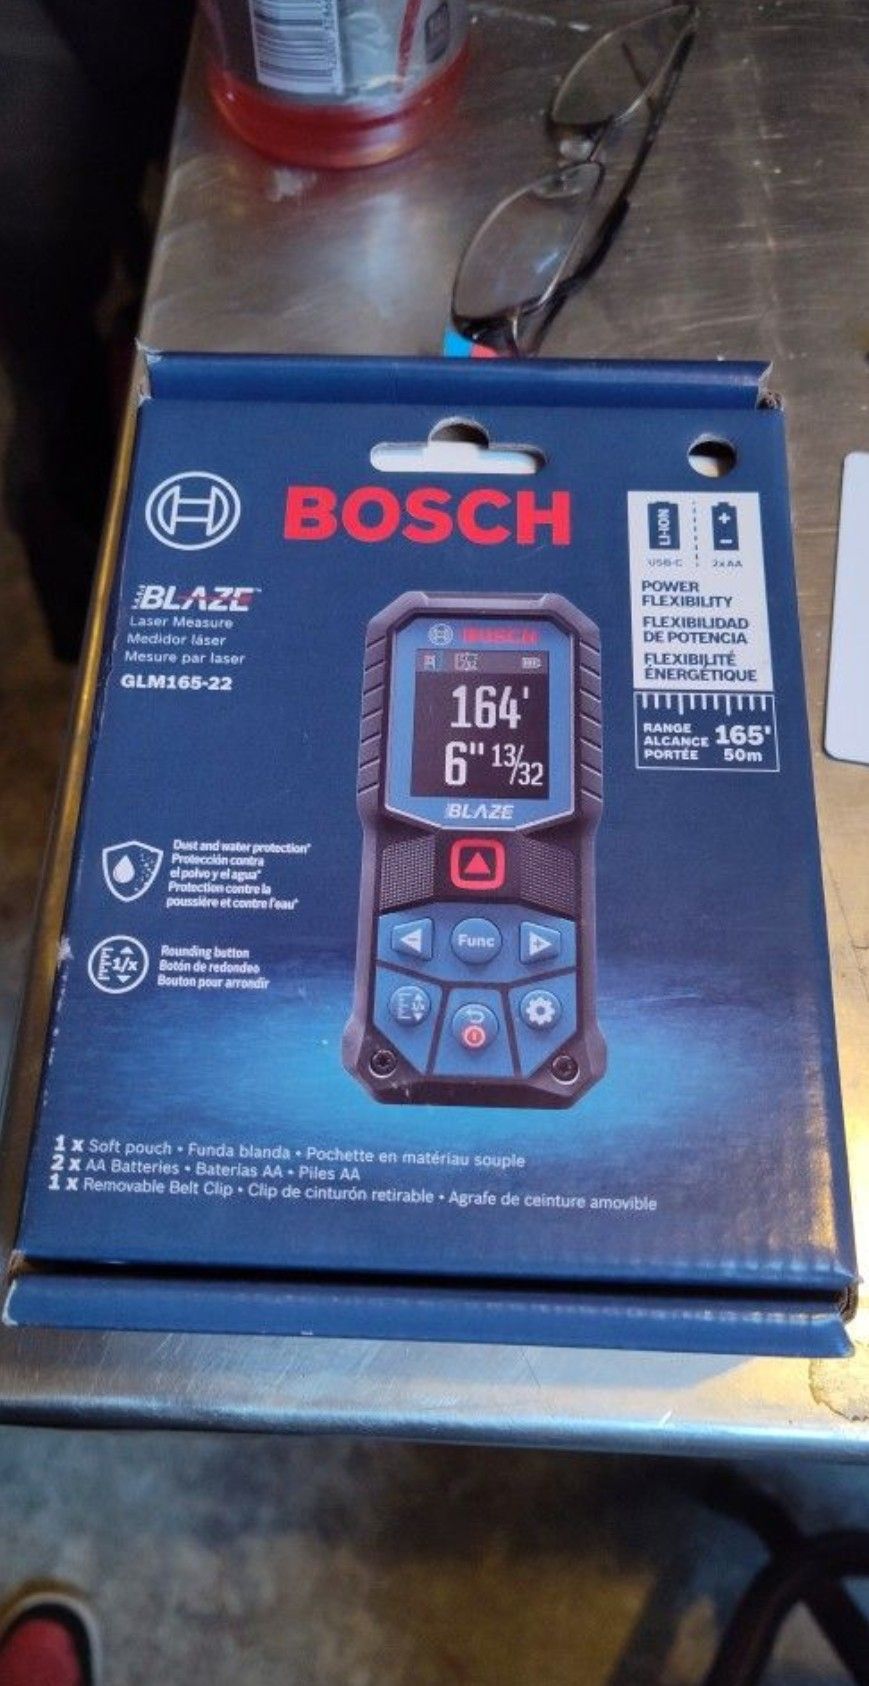 BOSCH
BLAZE™
Laser Measure
Medidor láser
Mesure par laser
GLM165-22
LI-ION
+
−
USB-C
2xAA
POWER
FLEXIBILITY
FLEXIBILIDAD
DE POTENCIA
FLEXIBILITÉ
ÉNERGÉTIQUE
RANGE
ALCANCE
PORTÉE
165'
50m
BOSCH
164'
6" 13/32
BLAZE
Func
Dust and water protection*
Protección contra
el polvo y el agua*
Protection contre la
poussière et contre l'eau*
1/x
Rounding button
Botón de redondeo
Bouton pour arrondir
1 x Soft pouch • Funda blanda • Pochette en matériau souple
2 x AA Batteries • Baterías AA • Piles AA
1 x Removable Belt Clip • Clip de cinturón retirable • Agrafe de ceinture amovible